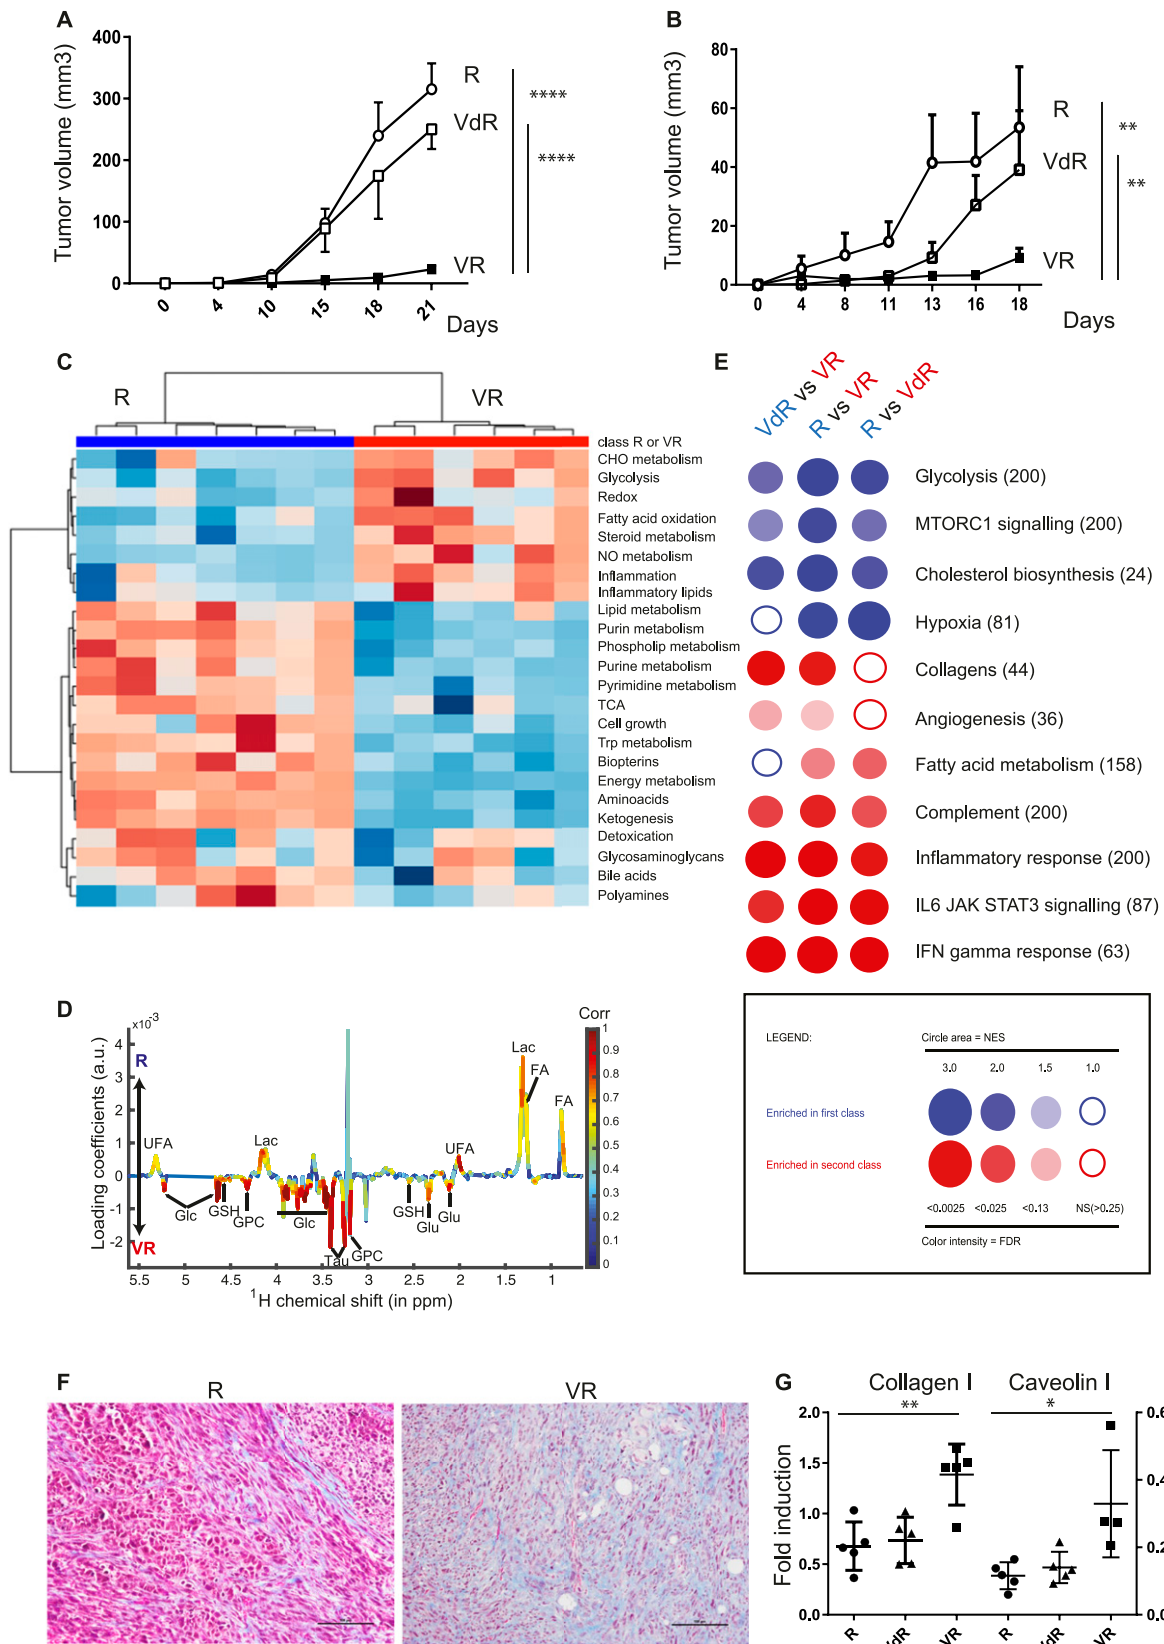 A
Tumor volume (mm3)
400
300
200
100
0
0 4 10 15 18 21
Days
R
VdR
VR
****
****
B
Tumor volume (mm3)
80
60
40
20
0
0 4 8 11 13 16 18
Days
R
VdR
VR
**
**
C
R VR
class R or VR
CHO metabolism
Glycolysis
Redox
Fatty acid oxidation
Steroid metabolism
NO metabolism
Inflammation
Inflammatory lipids
Lipid metabolism
Purin metabolism
Phospholip metabolism
Purine metabolism
Pyrimidine metabolism
TCA
Cell growth
Trp metabolism
Biopterins
Energy metabolism
Aminoacids
Ketogenesis
Detoxication
Glycosaminoglycans
Bile acids
Polyamines
E
VdR vs VR
R vs VR
R vs VdR
Glycolysis (200)
MTORC1 signalling (200)
Cholesterol biosynthesis (24)
Hypoxia (81)
Collagens (44)
Angiogenesis (36)
Fatty acid metabolism (158)
Complement (200)
Inflammatory response (200)
IL6 JAK STAT3 signalling (87)
IFN gamma response (63)
LEGEND:
Circle area = NES
3.0 2.0 1.5 1.0
Enriched in first class
Enriched in second class
<0.0025 <0.025 <0.13 NS(>0.25)
Color intensity = FDR
D
x10-3
Loading coefficients (a.u.)
4
3
2
1
0
-1
-2
R
VR
UFA
Lac
UFA
Lac
FA
FA
Glc
GSH
GPC
Glc
Tau
GPC
GSH
Glu
Glu
5.5 5 4.5 4 3.5 3 2.5 2 1.5 1
1H chemical shift (in ppm)
Corr
1
0.9
0.8
0.7
0.6
0.5
0.4
0.3
0.2
0.1
0
F
R VR
G
Collagen I Caveolin I
** *
Fold induction
2.0
1.5
1.0
0.5
0.0
0.6
0.4
0.2
0.0
R VdR VR R VdR VR